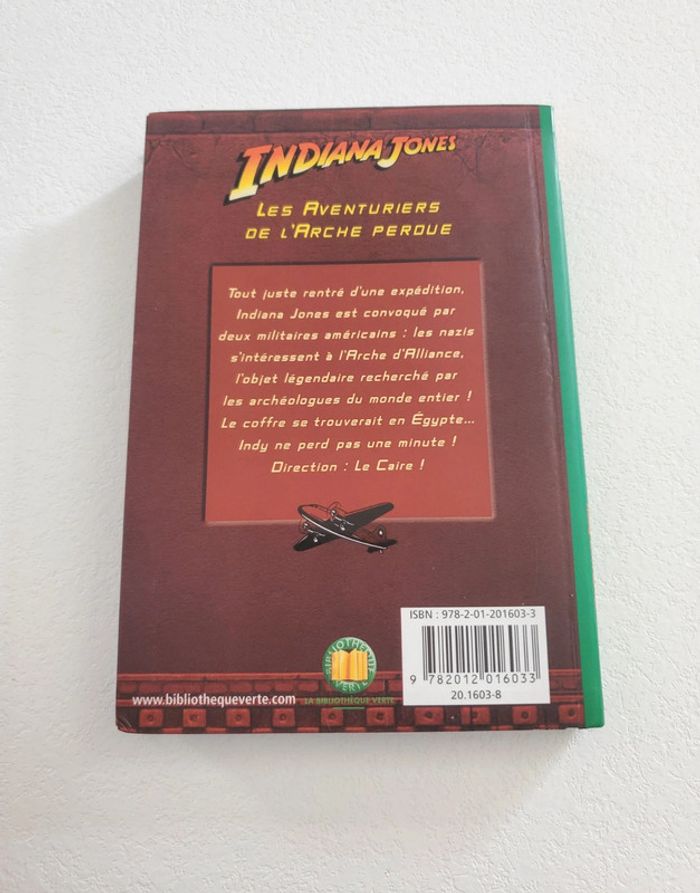 INDIANA JONES
LES AVENTURIERS
DE L'ARCHE PERDUE
Tout juste rentré d'une expédition,
Indiana Jones est convoqué par
deux militaires américains : les nazis
s'intéressent à l'Arche d'Alliance,
l'objet légendaire recherché par
les archéologues du monde entier !
Le coffre se trouverait en Égypte...
Indy ne perd pas une minute !
Direction : Le Caire !
ISBN : 978-2-01-201603-3
9 782012 016033
20.1603-8
BIBLIOTHEQUE
VERTE
LA BIBLIOTHÈQUE VERTE
www.bibliothequeverte.com